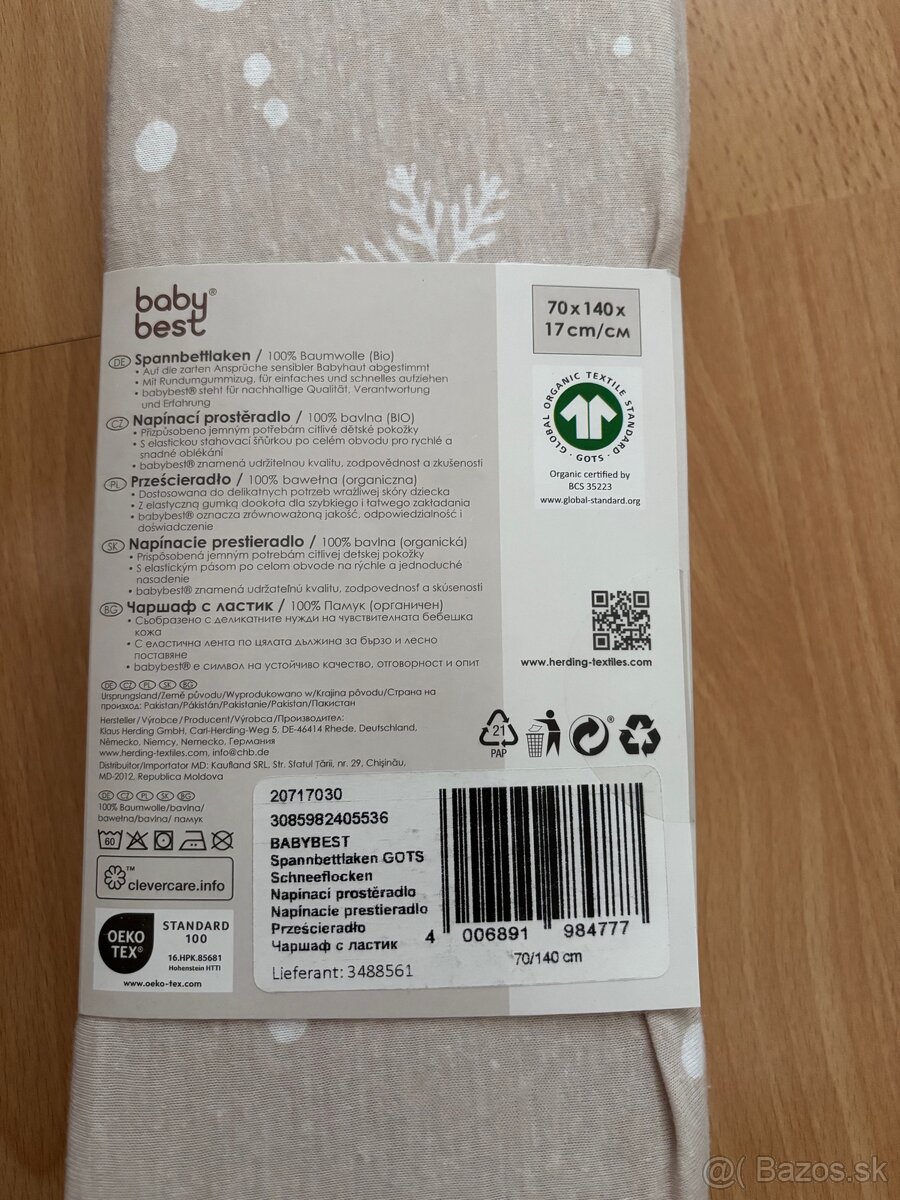 baby®
best
DE Spannbettlaken / 100% Baumwolle (Bio)
• Auf die zarten Ansprüche sensibler Babyhaut abgestimmt
• Mit Rundumgummizug, für einfaches und schnelles aufziehen
• babybest® steht für nachhaltige Qualität, Verantwortung
und Erfahrung
CZ Napínací prostěradlo / 100% bavlna (BIO)
• Přizpůsobeno jemným potřebám citlivé dětské pokožky
• S elastickou stahovací šňůrkou po celém obvodu pro rychlé a
snadné oblékání
• babybest® znamená udržitelnou kvalitu, zodpovědnost a zkušenosti
PL Prześcieradło / 100% bawełna (organiczna)
• Dostosowana do delikatnych potrzeb wrażliwej skóry dziecka
• Z elastyczną gumką dookoła dla szybkiego i łatwego zakładania
• babybest® oznacza zrównoważoną jakość, odpowiedzialność i
doświadczenie
SK Napínacie prestieradlo / 100% bavlna (organická)
• Prispôsobená jemným potrebám citlivej detskej pokožky
• S elastickým pásom po celom obvode na rýchle a jednoduché
nasadenie
• babybest® znamená udržateľnú kvalitu, zodpovednosť a skúsenosti
BG Чаршаф с ластик / 100% Памук (органичен)
• Съобразено с деликатните нужди на чувствителната бебешка
кожа
• С еластична лента по цялата дължина за бързо и лесно
поставяне
• babybest® е символ на устойчиво качество, отговорност и опит
DE CZ PL SK BG
Ursprungsland/Země původu/Wyprodukowano w/Krajina pôvodu/Страна на
произход: Pakistan/Pákistán/Pakistanie/Pakistan/Пакистан
Hersteller/Výrobce/Producent/Výrobca/Производител:
Klaus Herding GmbH, Carl-Herding-Weg 5, DE-46414 Rhede, Deutschland,
Německo, Niemcy, Nemecko, Германия
www.herding-textiles.com, info@chb.de
Distribuitor/Importator MD: Kaufland SRL, Str. Sfatul Țării, nr. 29, Chişinău,
MD-2012, Republica Moldova
DE CZ PL SK BG
100% Baumwolle/bavlna/
bawełna/bavlna/ памук
60
clevercare.info™
OEKO
TEX®
STANDARD
100
16.HPK.85681
Hohenstein HTTI
www.oeko-tex.com
70 x 140 x
17 cm/см
GLOBAL ORGANIC TEXTILE STANDARD
· GOTS ·
Organic certified by
BCS 35223
www.global-standard.org
www.herding-textiles.com
21
PAP
®
20717030
3085982405536
BABYBEST
Spannbettlaken GOTS
Schneeflocken
Napínací prostěradla
Napínacie prestieradlo
Prześcieradło
Чаршаф с ластик
Lieferant: 3488561
4 006891 984777
70/140 cm
@( Bazos.sk